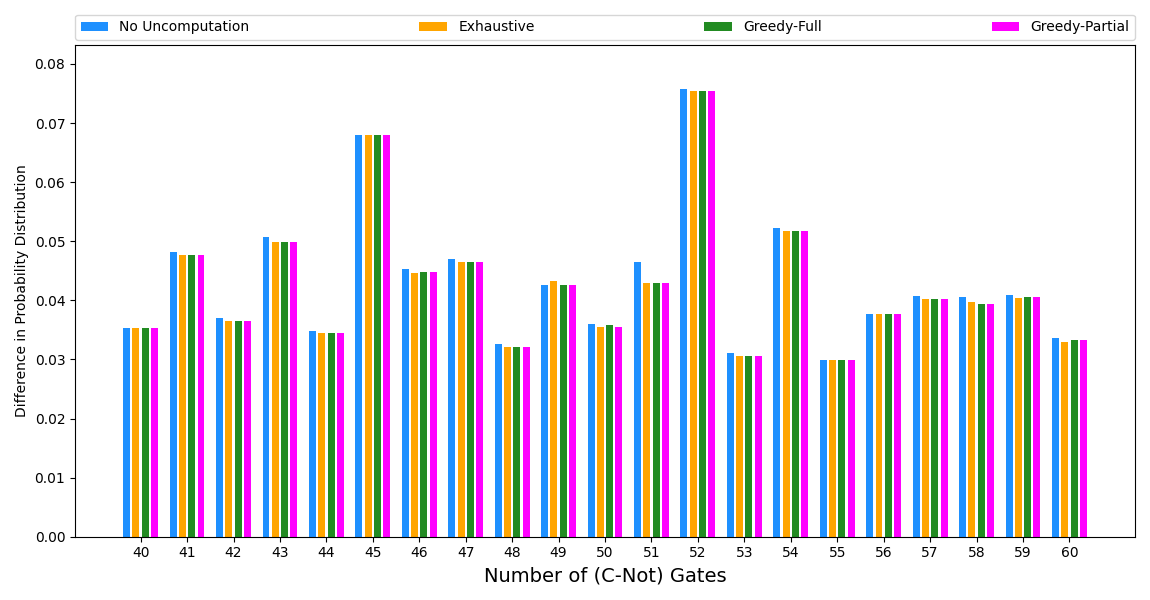 No Uncomputation Exhaustive Greedy-Full Greedy-Partial
0.08
0.07
0.06
0.05
0.04
0.03
0.02
0.01
0.00
Difference in Probability Distribution
40 41 42 43 44 45 46 47 48 49 50 51 52 53 54 55 56 57 58 59 60
Number of (C-Not) Gates